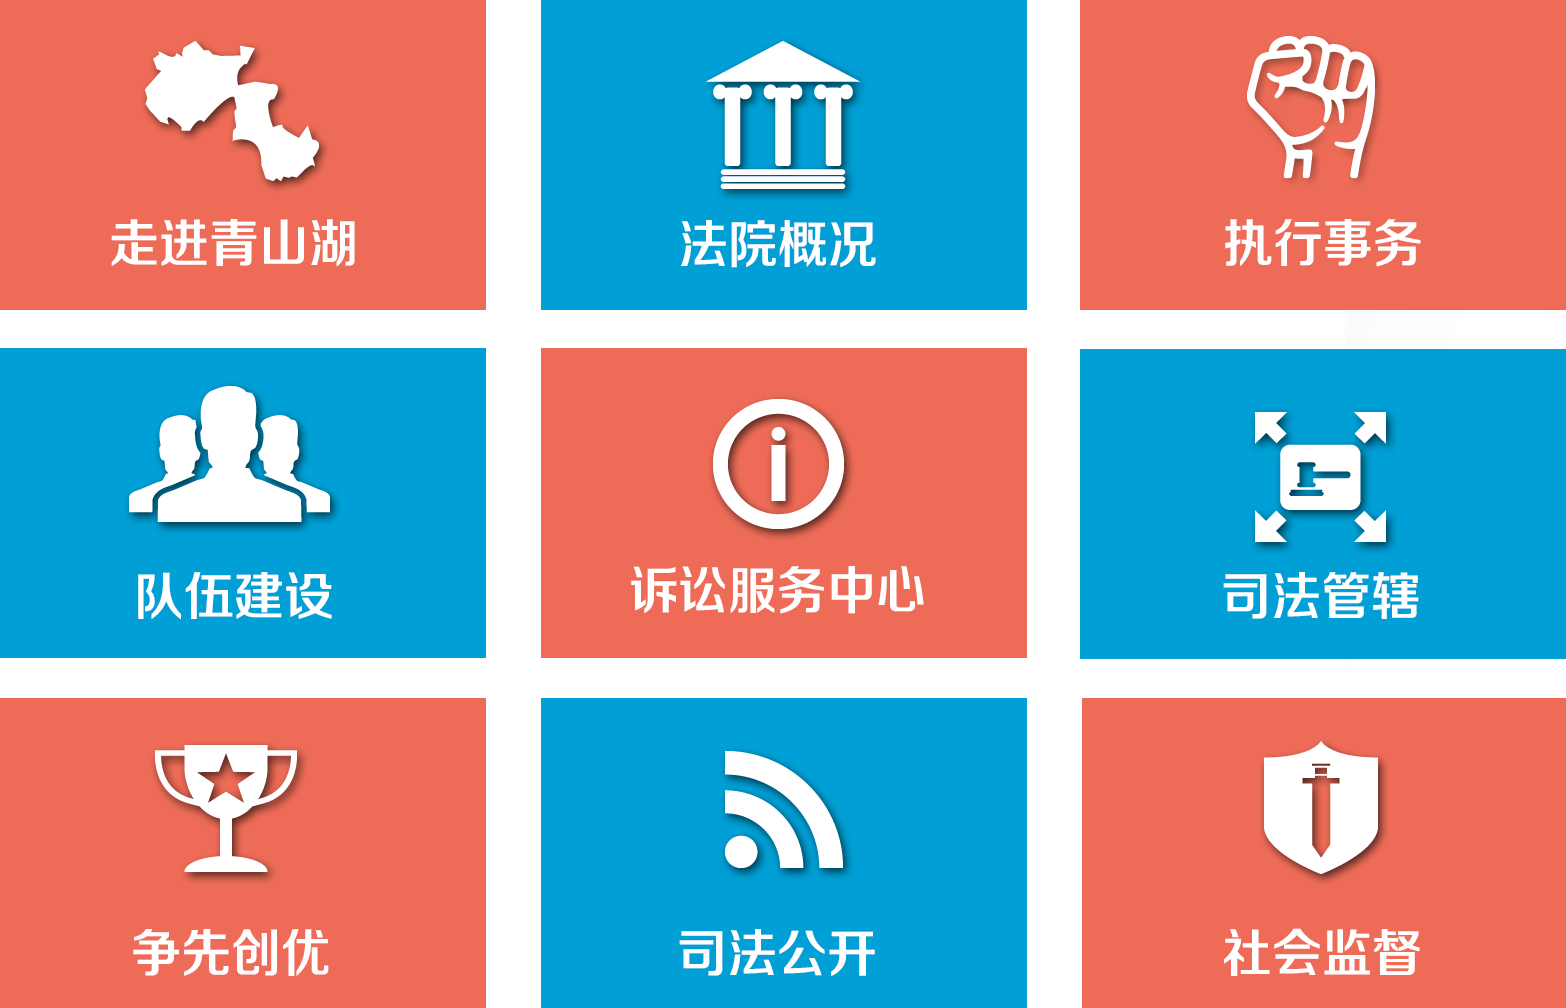 走进青山湖
法院概况
执行事务
队伍建设
诉讼服务中心
司法管辖
争先创优
司法公开
社会监督